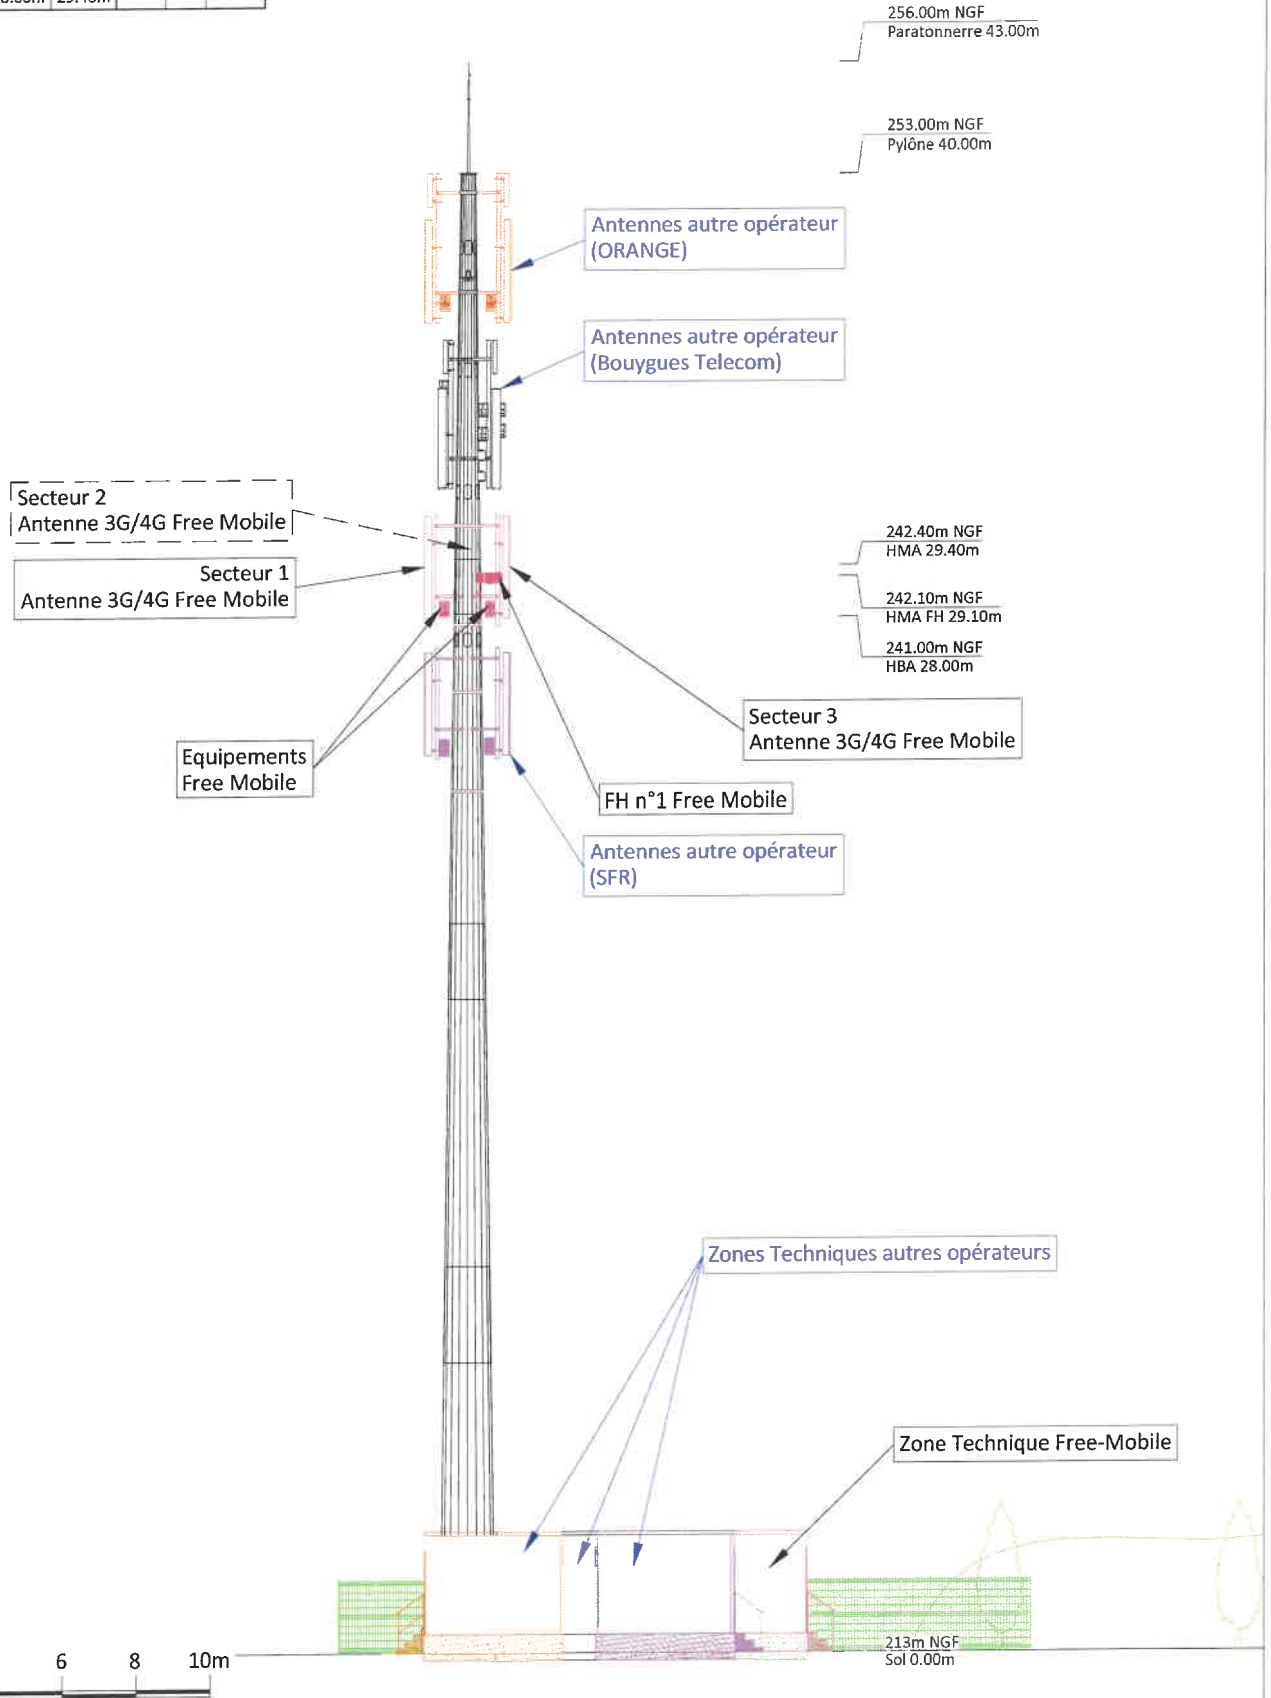 256.00m NGF
Paratonnerre 43.00m
253.00m NGF
Pylône 40.00m
Antennes autre opérateur
(ORANGE)
Antennes autre opérateur
(Bouygues Telecom)
Secteur 2
Antenne 3G/4G Free Mobile
Secteur 1
Antenne 3G/4G Free Mobile
242.40m NGF
HMA 29.40m
242.10m NGF
HMA FH 29.10m
241.00m NGF
HBA 28.00m
Secteur 3
Antenne 3G/4G Free Mobile
Equipements
Free Mobile
FH n°1 Free Mobile
Antennes autre opérateur
(SFR)
Zones Techniques autres opérateurs
Zone Technique Free-Mobile
213m NGF
Sol 0.00m
6 8 10m